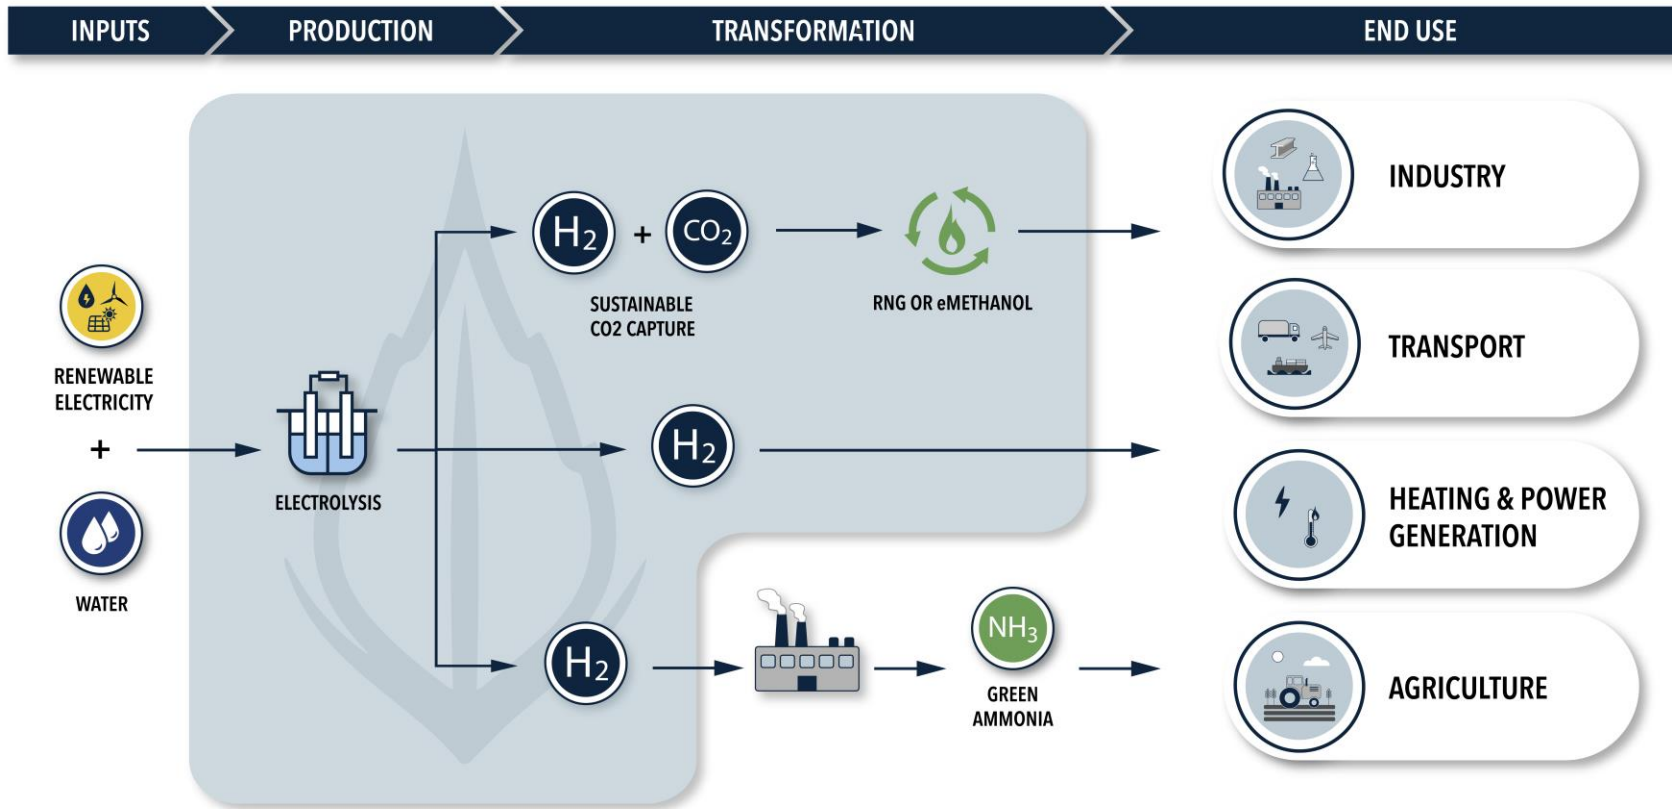 INPUTS
PRODUCTION
TRANSFORMATION
END USE
RENEWABLE
ELECTRICITY
+
WATER
ELECTROLYSIS
H₂ + CO₂
SUSTAINABLE
CO2 CAPTURE
RNG OR eMETHANOL
H₂
H₂
NH₃
GREEN
AMMONIA
INDUSTRY
TRANSPORT
HEATING & POWER
GENERATION
AGRICULTURE